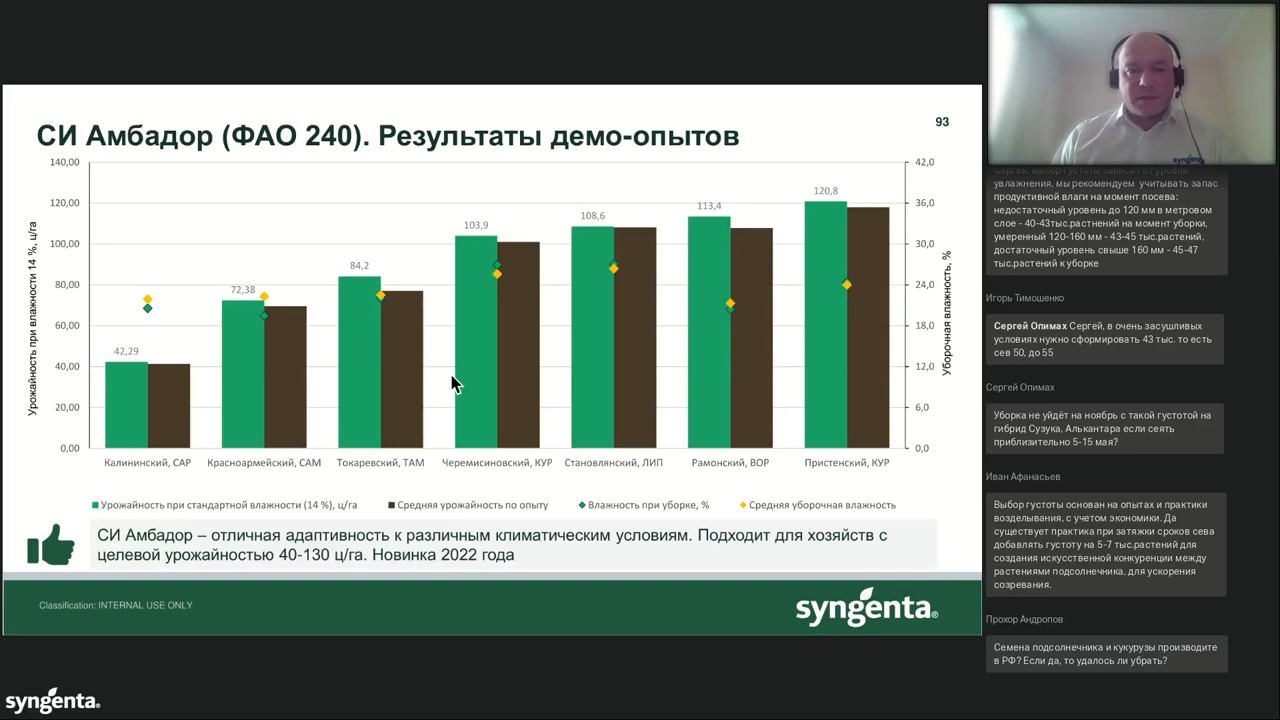 СИ Амбадор (ФАО 240). Результаты демо-опытов
93
140,00
120,00
100,00
80,00
60,00
40,00
20,00
0,00
Урожайность при влажности 14 %, ц/га
42,29
72,38
84,2
103,9
108,6
113,4
120,8
42,0
36,0
30,0
24,0
18,0
12,0
6,0
0,0
Уборочная влажность, %
Калининский, САР
Красноармейский, САМ
Токаревский, ТАМ
Черемисиновский, КУР
Становлянский, ЛИП
Рамонский, ВОР
Пристенский, КУР
Урожайность при стандартной влажности (14 %), ц/га
Средняя урожайность по опыту
Влажность при уборке, %
Средняя уборочная влажность
СИ Амбадор – отличная адаптивность к различным климатическим условиям. Подходит для хозяйств с
целевой урожайностью 40-130 ц/га. Новинка 2022 года
Classification: INTERNAL USE ONLY
syngenta®
syngenta®
syngenta
Сергей, выбор густоты зависит от уровня
увлажнения, мы рекомендуем учитывать запас
продуктивной влаги на момент посева:
недостаточный уровень до 120 мм в метровом
слое - 40-43тыс.растнений на момент уборки,
умеренный 120-160 мм - 43-45 тыс.растений,
достаточный уровень свыше 160 мм - 45-47
тыс.растений к уборке
Игорь Тимошенко
Сергей Опимах Сергей, в очень засушливых
условиях нужно сформировать 43 тыс. то есть
сев 50, до 55
Сергей Опимах
Уборка не уйдёт на ноябрь с такой густотой на
гибрид Сузука, Алькантара если сеять
приблизительно 5-15 мая?
Иван Афанасьев
Выбор густоты основан на опытах и практики
возделывания, с учетом экономики. Да
существует практика при затяжки сроков сева
добавлять густоту на 5-7 тыс.растений для
создания искусственной конкуренции между
растениями подсолнечника, для ускорения
созревания.
Прохор Андропов
Семена подсолнечника и кукурузы производите
в РФ? Если да, то удалось ли убрать?